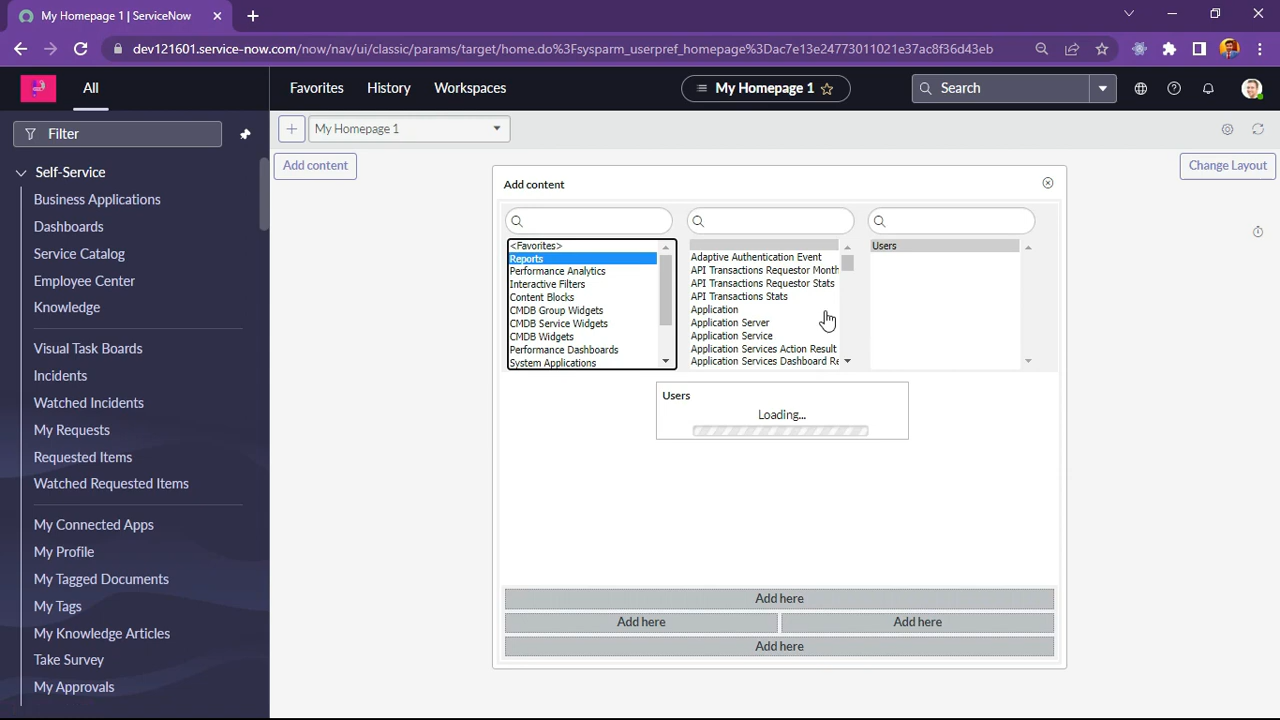 My Homepage 1 | ServiceNow
dev121601.service-now.com/now/nav/ui/classic/params/target/home.do%3Fsysparm_userpref_homepage%3Dac7e13e24773011021e37ac8f36d43eb
All
Favorites
History
Workspaces
My Homepage 1
Search
Filter
My Homepage 1
Self-Service
Business Applications
Dashboards
Service Catalog
Employee Center
Knowledge
Visual Task Boards
Incidents
Watched Incidents
My Requests
Requested Items
Watched Requested Items
My Connected Apps
My Profile
My Tagged Documents
My Tags
My Knowledge Articles
Take Survey
My Approvals
Add content
Change Layout
Add content
<Favorites>
Reports
Performance Analytics
Interactive Filters
Content Blocks
CMDB Group Widgets
CMDB Service Widgets
CMDB Widgets
Performance Dashboards
System Applications
Adaptive Authentication Event
API Transactions Requestor Month
API Transactions Requestor Stats
API Transactions Stats
Application
Application Server
Application Service
Application Services Action Result
Application Services Dashboard Re
Users
Users
Loading...
Add here
Add here
Add here
Add here